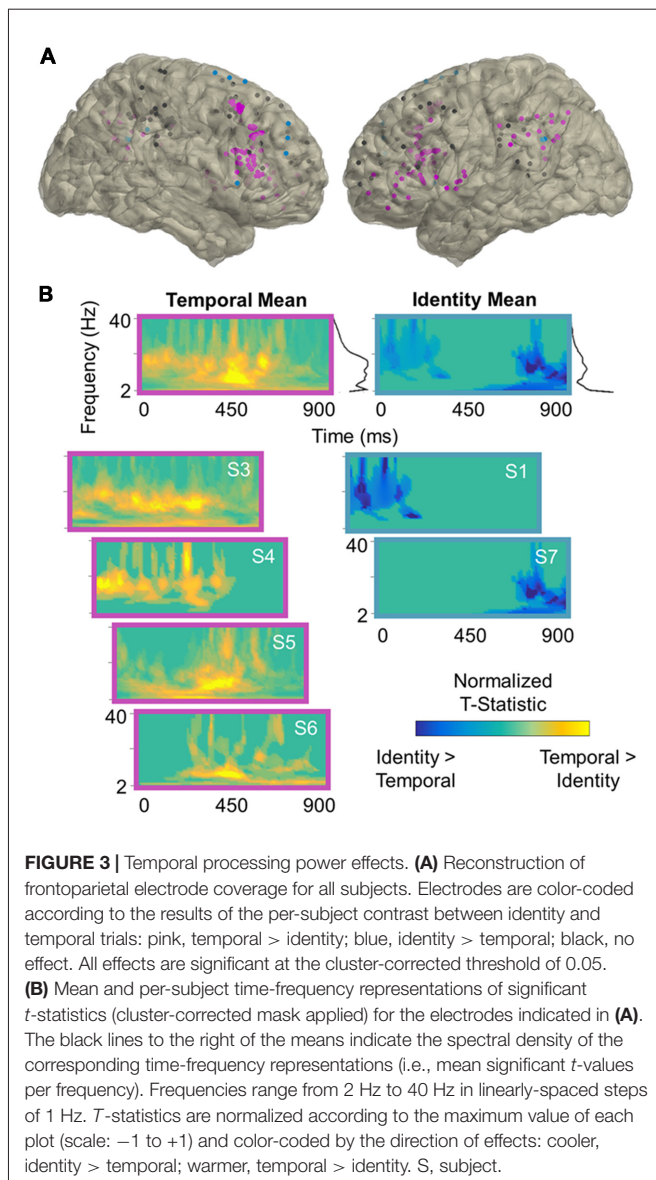 A
B
Temporal Mean
Identity Mean
Frequency (Hz)
40
2
0 450 900
0 450 900
Time (ms)
S3
S1
S4
40
2
S7
0 450 900
S5
40
2
S6
0 450 900
Normalized
T-Statistic
Identity >
Temporal
Temporal >
Identity
FIGURE 3 | Temporal processing power effects. (A) Reconstruction of
frontoparietal electrode coverage for all subjects. Electrodes are color-coded
according to the results of the per-subject contrast between identity and
temporal trials: pink, temporal > identity; blue, identity > temporal; black, no
effect. All effects are significant at the cluster-corrected threshold of 0.05.
(B) Mean and per-subject time-frequency representations of significant
t-statistics (cluster-corrected mask applied) for the electrodes indicated in (A).
The black lines to the right of the means indicate the spectral density of the
corresponding time-frequency representations (i.e., mean significant t-values
per frequency). Frequencies range from 2 Hz to 40 Hz in linearly-spaced steps
of 1 Hz. T-statistics are normalized according to the maximum value of each
plot (scale: −1 to +1) and color-coded by the direction of effects: cooler,
identity > temporal; warmer, temporal > identity. S, subject.